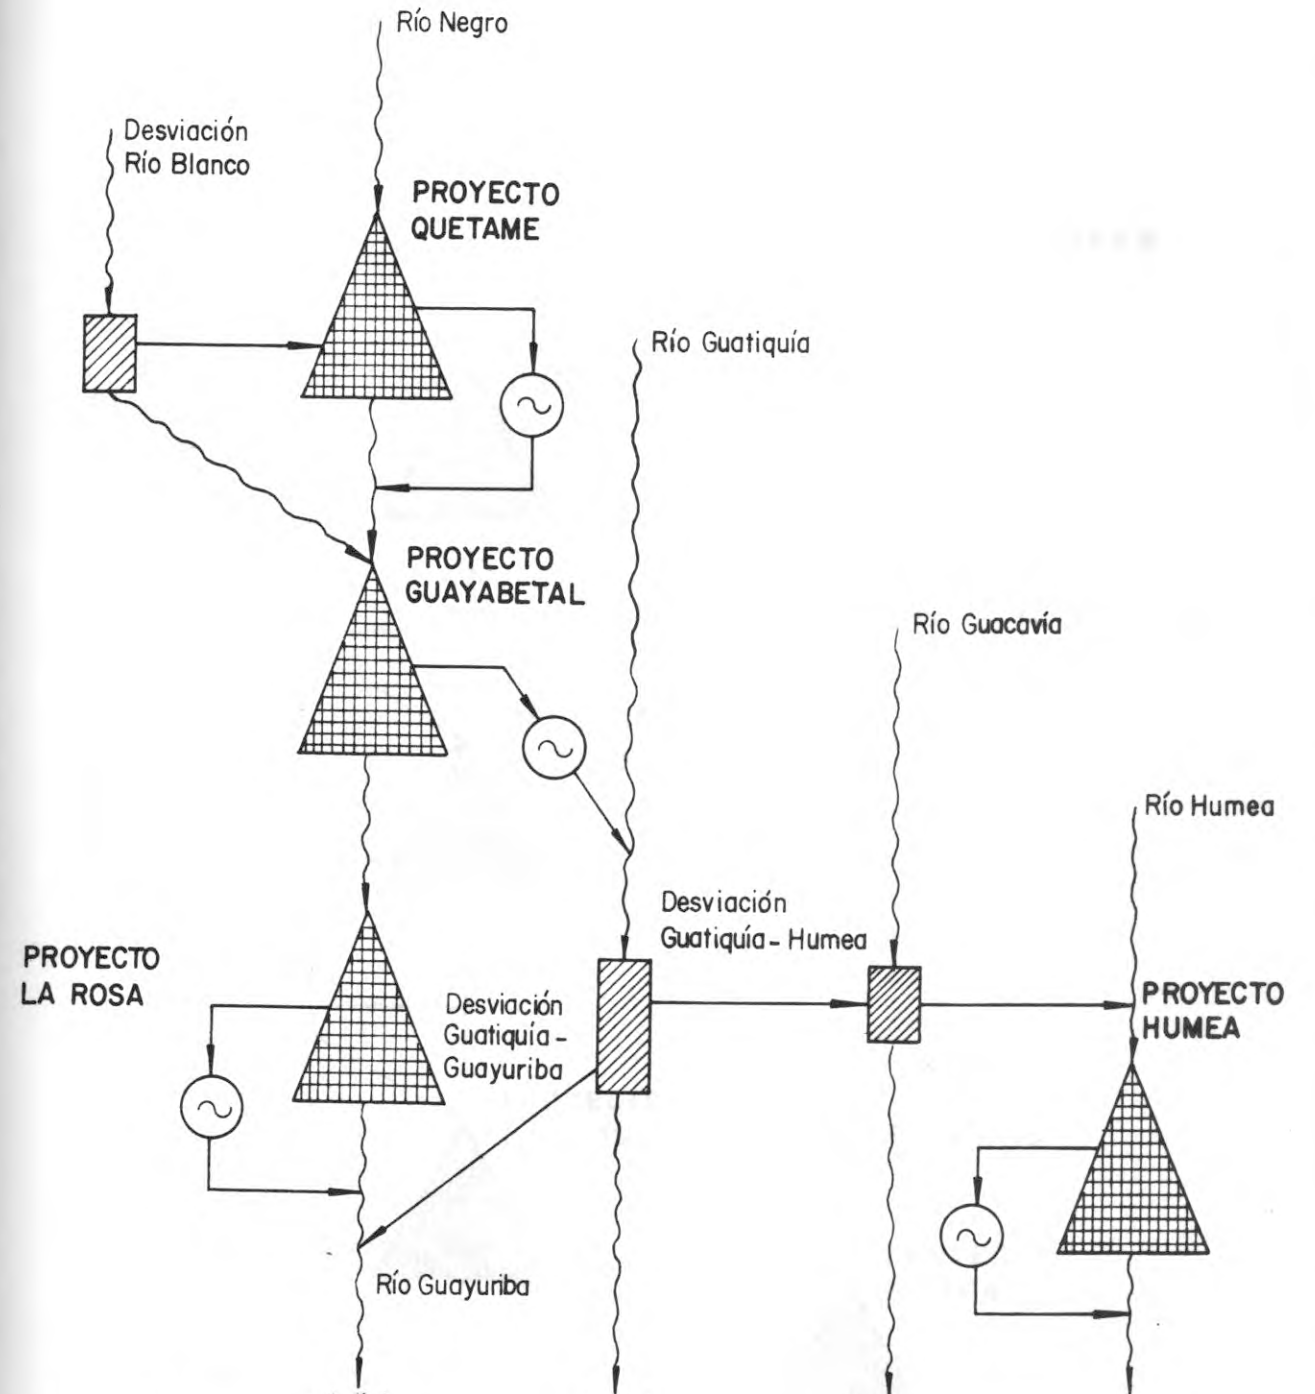 Río Negro
Desviación
Río Blanco
PROYECTO
QUETAME
Río Guatiquía
PROYECTO
GUAYABETAL
Río Guacavía
Río Humea
Desviación
Guatiquía-Humea
PROYECTO
LA ROSA
Desviación
Guatiquía-
Guayuriba
PROYECTO
HUMEA
Río Guayuriba